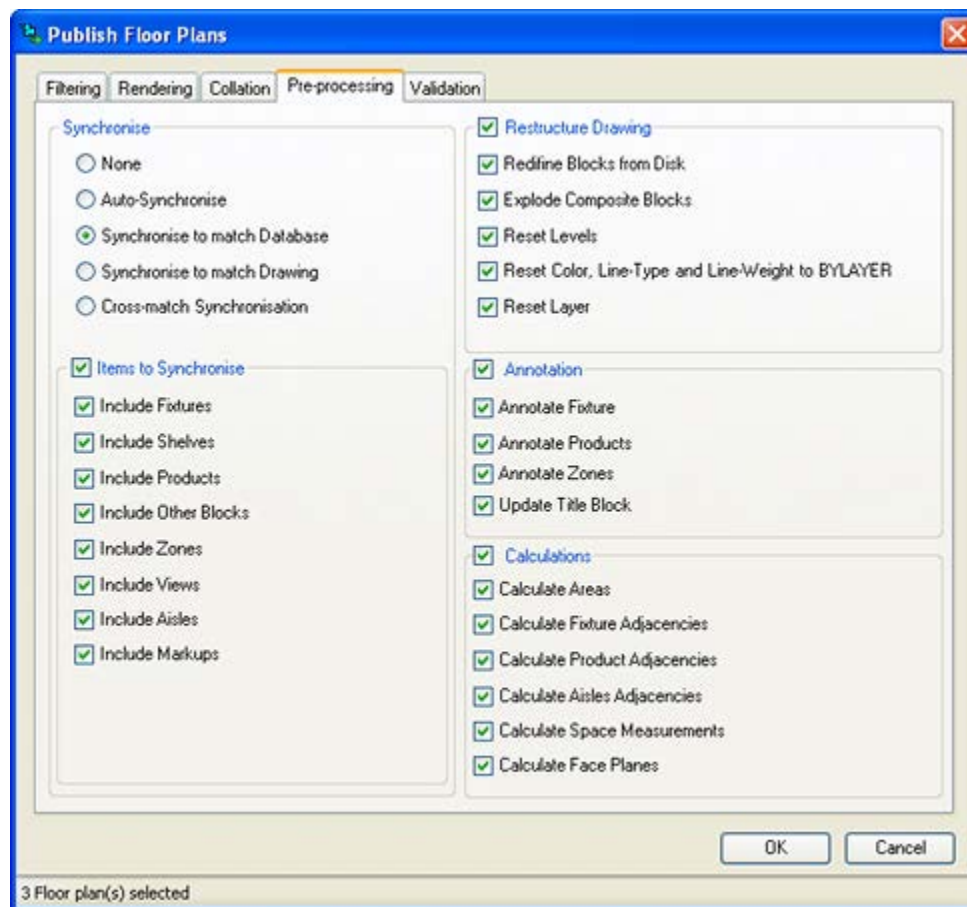 Publish Floor Plans
Filtering Rendering Collation Pre-processing Validation
Synchronise
None
Auto-Synchronise
Synchronise to match Database
Synchronise to match Drawing
Cross-match Synchronisation
Items to Synchronise
Include Fixtures
Include Shelves
Include Products
Include Other Blocks
Include Zones
Include Views
Include Aisles
Include Markups
Restructure Drawing
Redifine Blocks from Disk
Explode Composite Blocks
Reset Levels
Reset Color, Line-Type and Line-Weight to BYLAYER
Reset Layer
Annotation
Annotate Fixture
Annotate Products
Annotate Zones
Update Title Block
Calculations
Calculate Areas
Calculate Fixture Adjacencies
Calculate Product Adjacencies
Calculate Aisles Adjacencies
Calculate Space Measurements
Calculate Face Planes
OK Cancel
3 Floor plan(s) selected